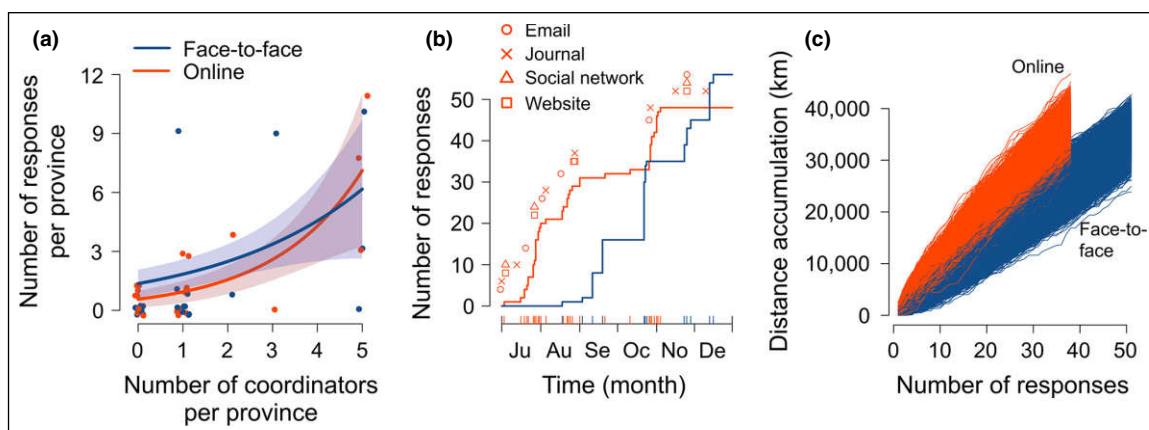 (a)
Face-to-face
Online
12
9
6
3
0
Number of responses
per province
0 1 2 3 4 5
Number of coordinators
per province
(b)
Email
Journal
Social network
Website
50
40
30
20
10
0
Number of responses
Ju Au Se Oc No De
Time (month)
(c)
Online
Face-to-
face
40,000
30,000
20,000
10,000
0
Distance accumulation (km)
0 10 20 30 40 50
Number of responses